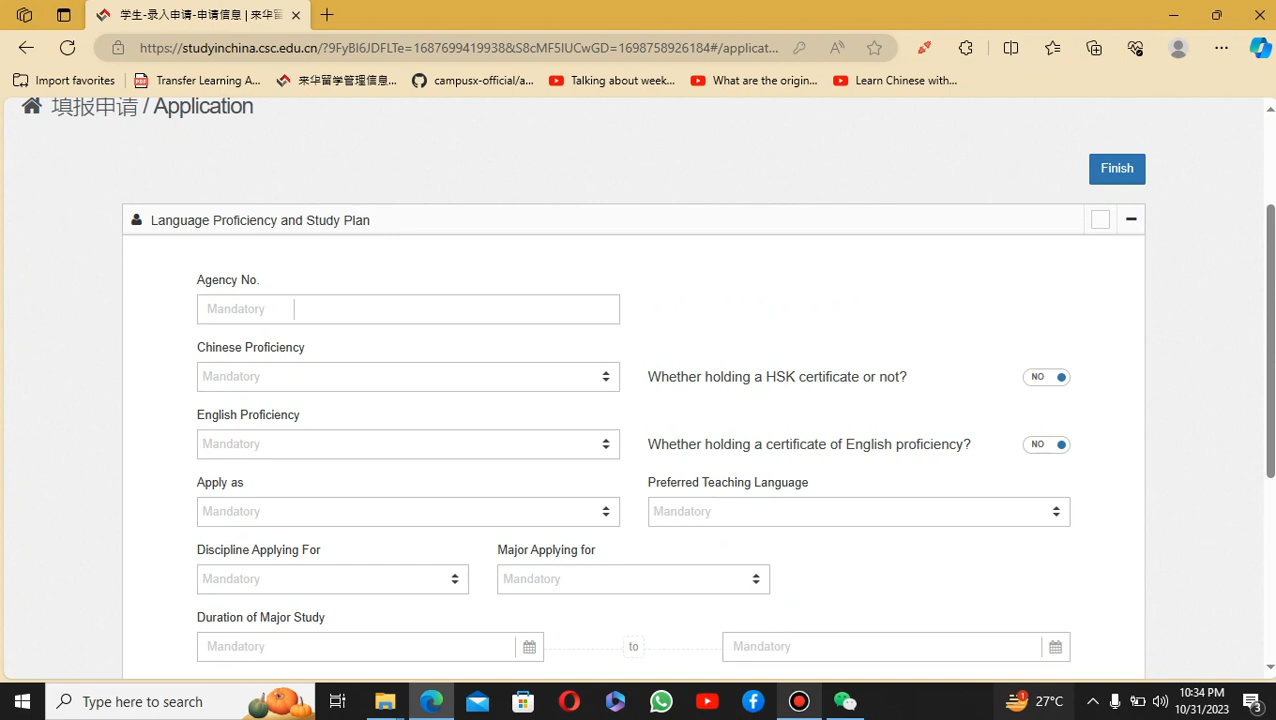 学生-录入申请-申请信息 | 来华留
https://studyinchina.csc.edu.cn/?9FyBI6JDFLTe=1687699419938&S8cMF5IUCwGD=1698758926184#/applicat...
Import favorites
Transfer Learning A...
来华留学管理信息...
campusx-official/a...
Talking about week...
What are the origin...
Learn Chinese with...
填报申请 / Application
Finish
Language Proficiency and Study Plan
Agency No.
Mandatory
Chinese Proficiency
Mandatory
Whether holding a HSK certificate or not?
NO
English Proficiency
Mandatory
Whether holding a certificate of English proficiency?
NO
Apply as
Preferred Teaching Language
Mandatory
Mandatory
Discipline Applying For
Major Applying for
Mandatory
Mandatory
Duration of Major Study
Mandatory
to
Mandatory
Type here to search
27°C
10:34 PM
10/31/2023